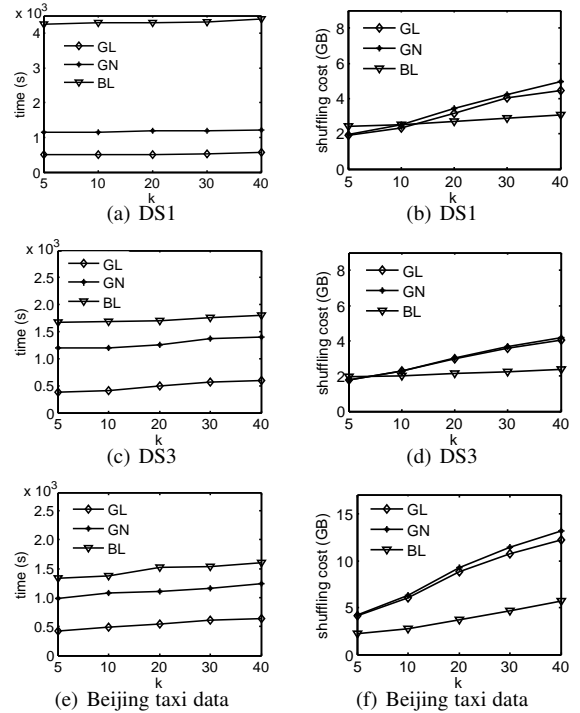 x 10³
time (s)
4
3
2
1
0
GL
GN
BL
5 10 20 30 40
k
(a) DS1
shuffling cost (GB)
8
6
4
2
0
GL
GN
BL
5 10 20 30 40
k
(b) DS1
x 10³
time (s)
2.5
2.0
1.5
1.0
0.5
0
GL
GN
BL
5 10 20 30 40
k
(c) DS3
shuffling cost (GB)
8
6
4
2
0
GL
GN
BL
5 10 20 30 40
k
(d) DS3
x 10³
time (s)
2.5
2.0
1.5
1.0
0.5
0
GL
GN
BL
5 10 20 30 40
k
(e) Beijing taxi data
shuffling cost (GB)
15
10
5
0
GL
GN
BL
5 10 20 30 40
k
(f) Beijing taxi data